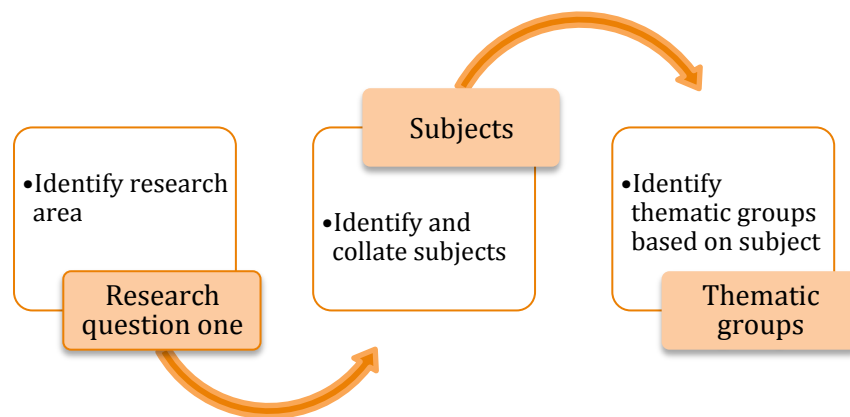 •Identify research
area
Research
question one
Subjects
•Identify and
collate subjects
•Identify
thematic groups
based on subject
Thematic
groups